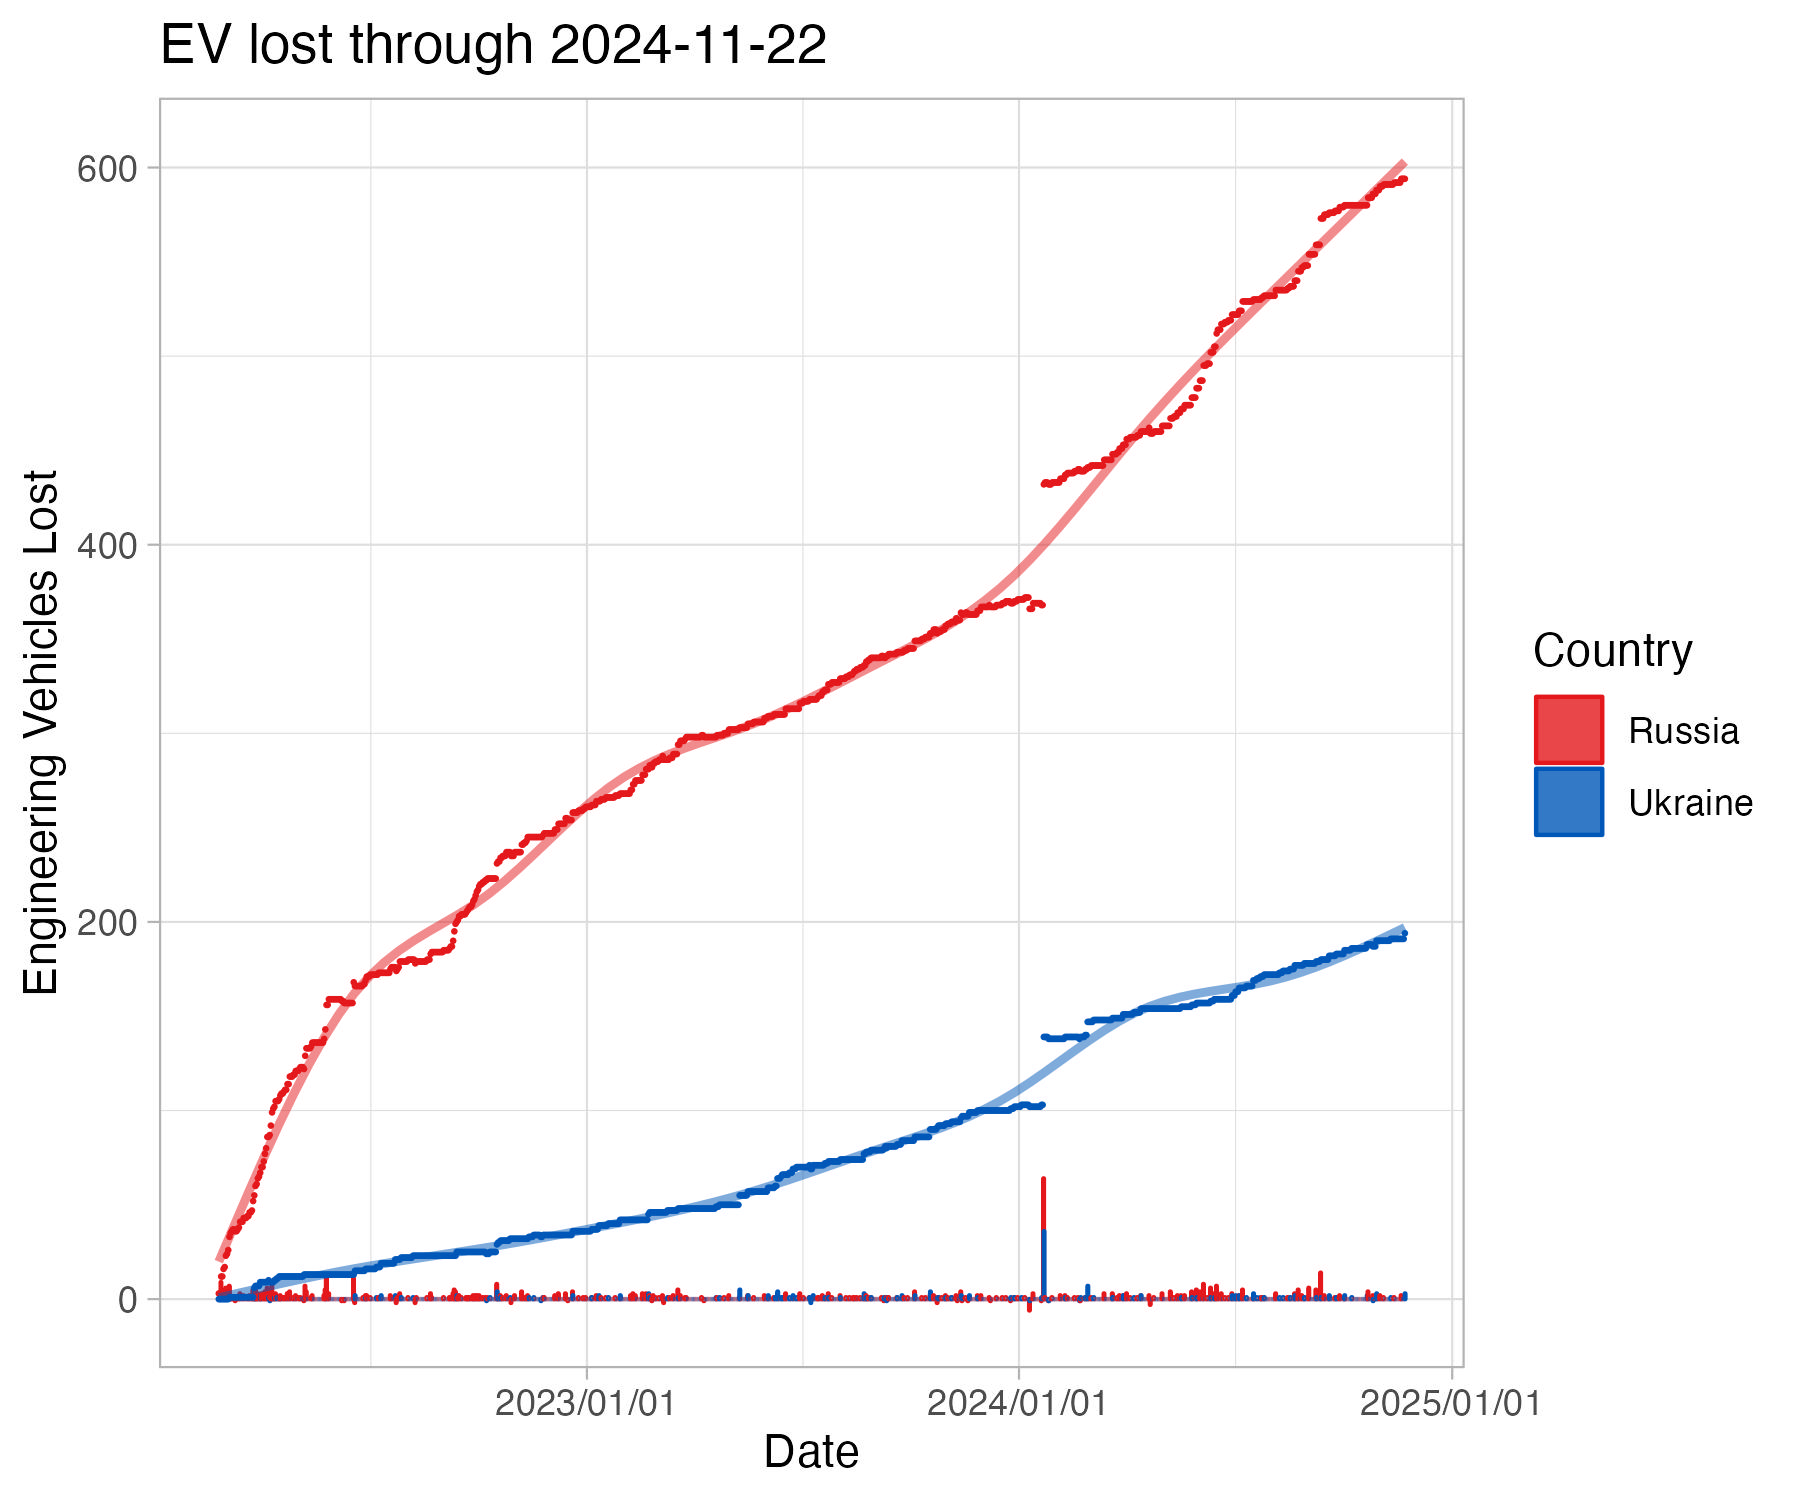 EV lost through 2024-11-22
Engineering Vehicles Lost
600
400
200
0
2023/01/01
2024/01/01
2025/01/01
Date
Country
Russia
Ukraine